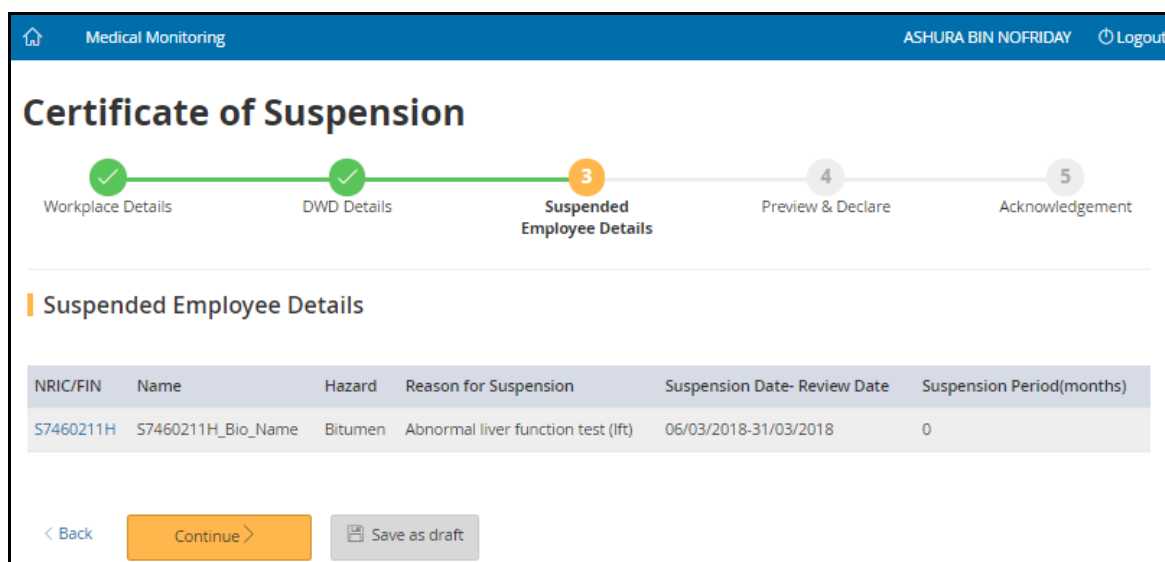 Medical Monitoring ASHURA BIN NOFRIDAY Logout
Certificate of Suspension
3 4 5
Workplace Details DWD Details Suspended Preview & Declare Acknowledgement
Employee Details
Suspended Employee Details
NRIC/FIN Name Hazard Reason for Suspension Suspension Date- Review Date Suspension Period(months)
S7460211H S7460211H_Bio_Name Bitumen Abnormal liver function test (lft) 06/03/2018-31/03/2018 0
< Back Continue > Save as draft